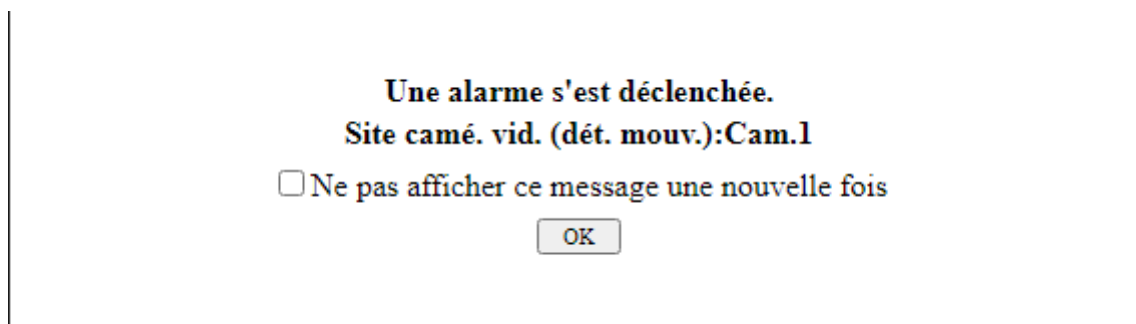 Une alarme s'est déclenchée.
Site camé. vid. (dét. mouv.):Cam.1
Ne pas afficher ce message une nouvelle fois
OK